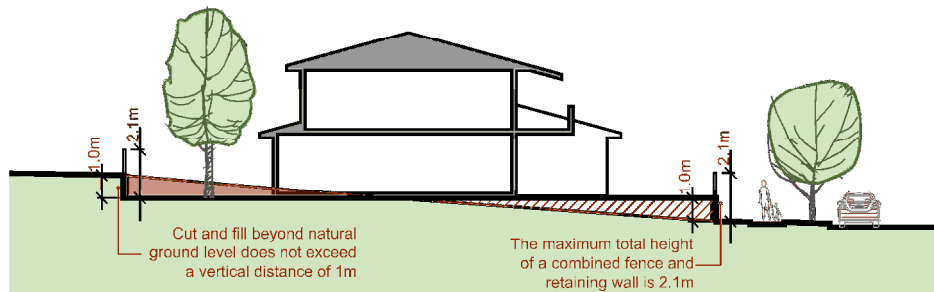 1.0m
2.1m
1.0m
2.1m
Cut and fill beyond natural
ground level does not exceed
a vertical distance of 1m
The maximum total height
of a combined fence and
retaining wall is 2.1m